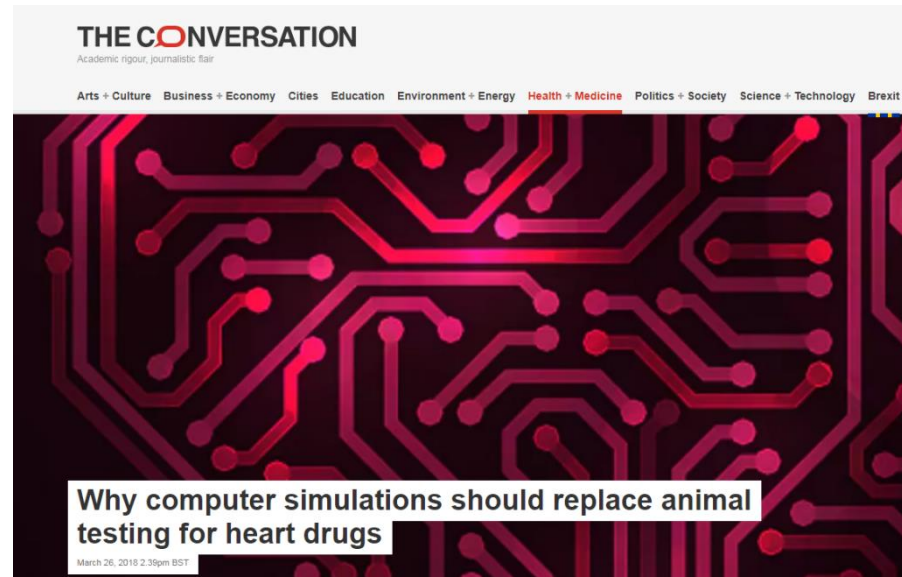 THE CONVERSATION
Academic rigour, journalistic flair
Arts + Culture Business + Economy Cities Education Environment + Energy Health + Medicine Politics + Society Science + Technology Brexit
Why computer simulations should replace animal
testing for heart drugs
March 26, 2018 2.39pm BST